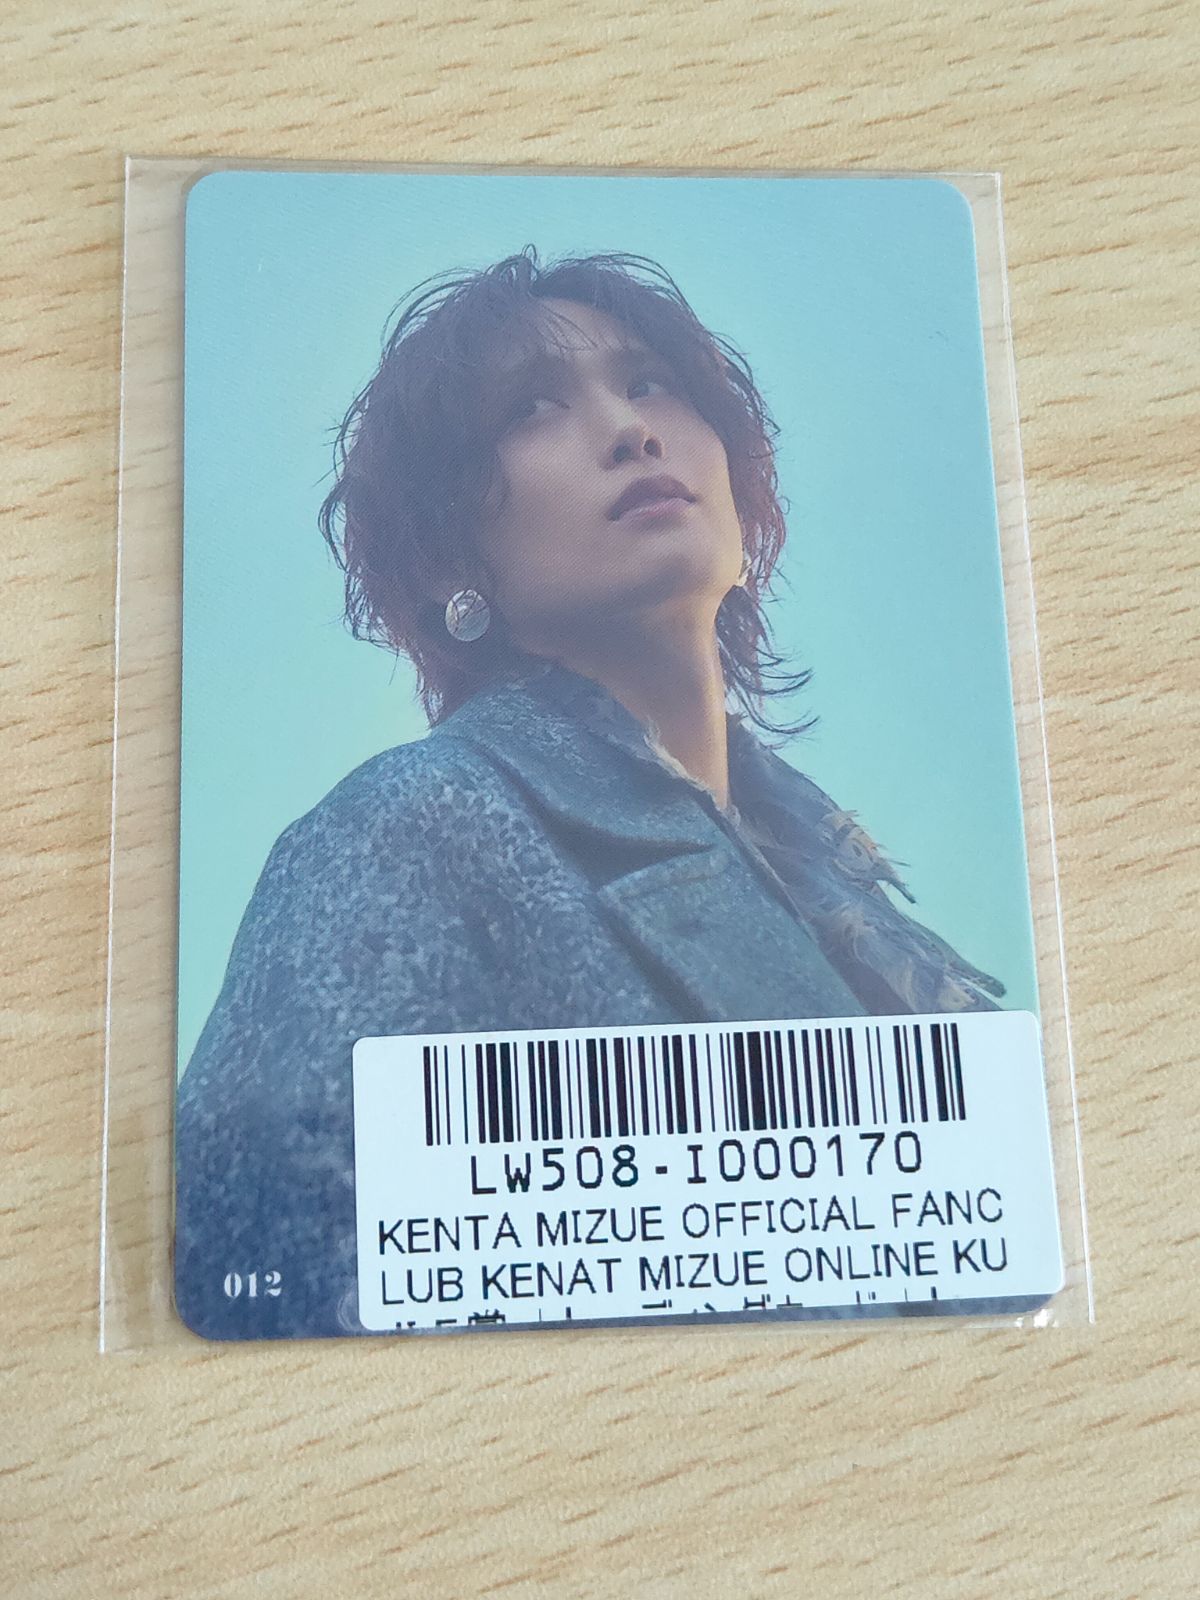 LW508-I000170
KENTA MIZUE OFFICIAL FANC
LUB KENAT MIZUE ONLINE KU
012